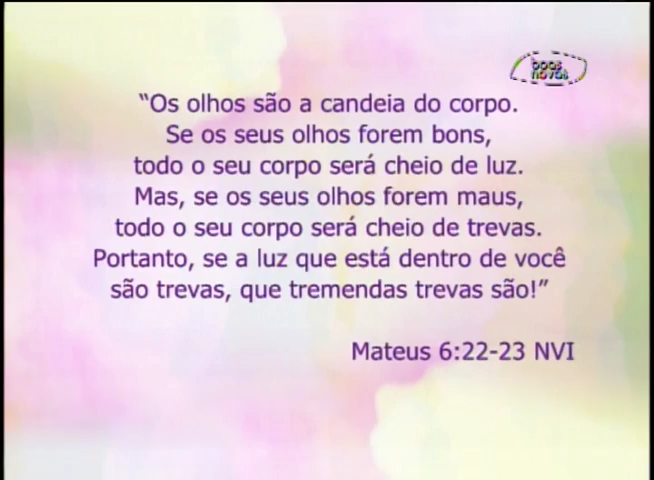 boas
novas
“Os olhos são a candeia do corpo.
Se os seus olhos forem bons,
todo o seu corpo será cheio de luz.
Mas, se os seus olhos forem maus,
todo o seu corpo será cheio de trevas.
Portanto, se a luz que está dentro de você
são trevas, que tremendas trevas são!”
Mateus 6:22-23 NVI